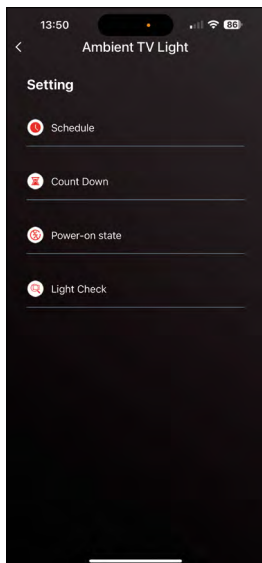 13:50
86
Ambient TV Light
Setting
Schedule
Count Down
Power-on state
Light Check